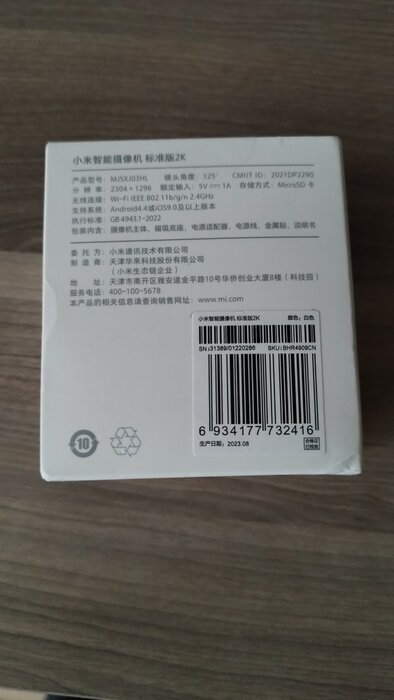 小米智能摄像机 标准版2K
产品型号：MJSXJ03HL 镜头角度：125° CMIIT ID：2021DP2290
分 辨 率：2304*1296 额定输入：5V⎓1A 存储方式：MicroSD 卡
无线连接：Wi-Fi IEEE 802.11b/g/n 2.4GHz
支持系统：Android4.4或iOS9.0及以上版本
执行标准：GB 4943.1-2022
包装内含：摄像机主体、磁吸底座、电源适配器、电源线、金属贴、说明书
委 托 方：小米通讯技术有限公司
制 造 商：天津华来科技股份有限公司
（小米生态链企业）
地 址：天津市南开区雅安道金平路10号华侨创业大厦8楼（科技园）
服务电话：400-100-5678
本产品的相关信息请查询销售网址：www.mi.com
小米智能摄像机 标准版2K 颜色：白色
SN:31389/01220286 SKU:BHR4909CN
6 934177 732416
生产日期：2023.08
合格证
已检验
10